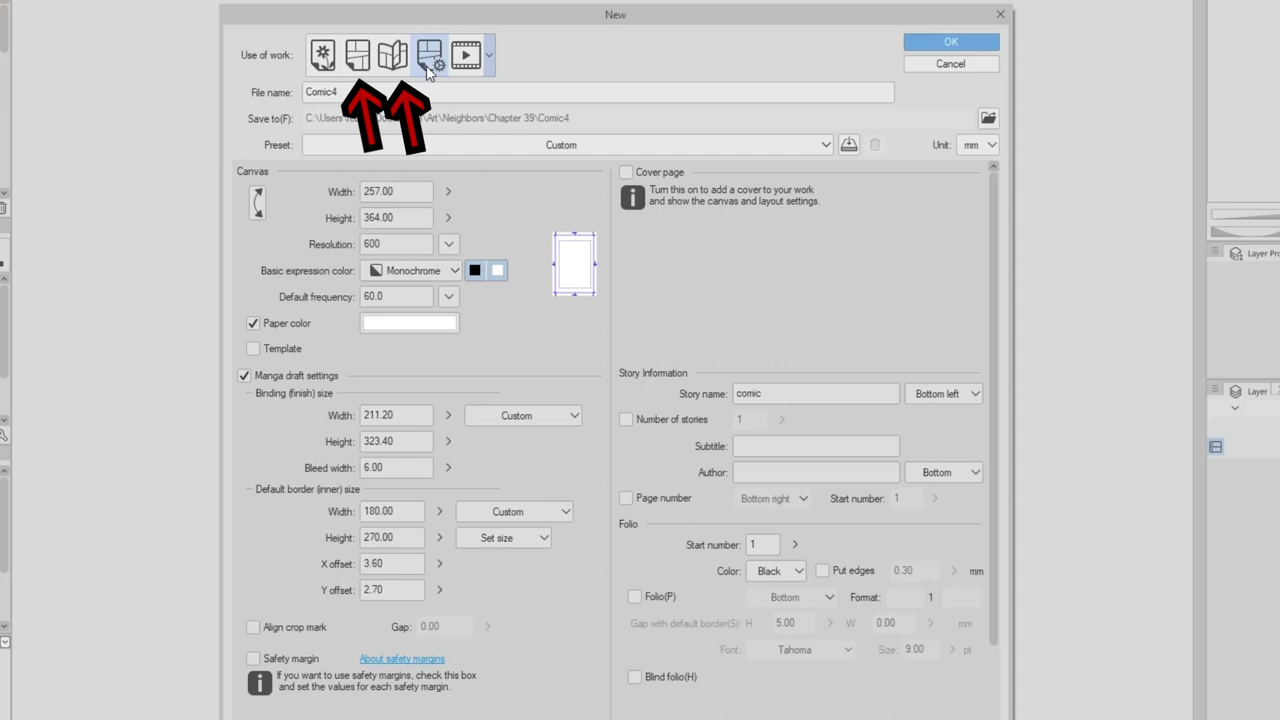 New
Use of work:
OK
Cancel
File name: Comic4
Save to(F): C:\Users\ Art\Neighbors\Chapter 39\Comic4
Preset: Custom Unit: mm
Canvas
Width: 257.00
Height: 364.00
Resolution: 600
Basic expression color: Monochrome
Default frequency: 60.0
Paper color
Template
Manga draft settings
Binding (finish) size
Width: 211.20 Custom
Height: 323.40
Bleed width: 6.00
Default border (inner) size
Width: 180.00 Custom
Height: 270.00 Set size
X offset: 3.60
Y offset: 2.70
Align crop mark Gap: 0.00
Safety margin About safety margins
If you want to use safety margins, check this box
and set the values for each safety margin.
Cover page
Turn this on to add a cover to your work
and show the canvas and layout settings.
Story Information
Story name: comic Bottom left
Number of stories 1
Subtitle:
Author: Bottom
Page number Bottom right Start number: 1
Folio
Start number: 1
Color: Black Put edges 0.30 mm
Folio(P) Bottom Format: 1
Gap with default border(S): H 5.00 W 0.00 mm
Font: Tahoma Size: 9.00 pt
Blind folio(H)
Layer Pro
Layer